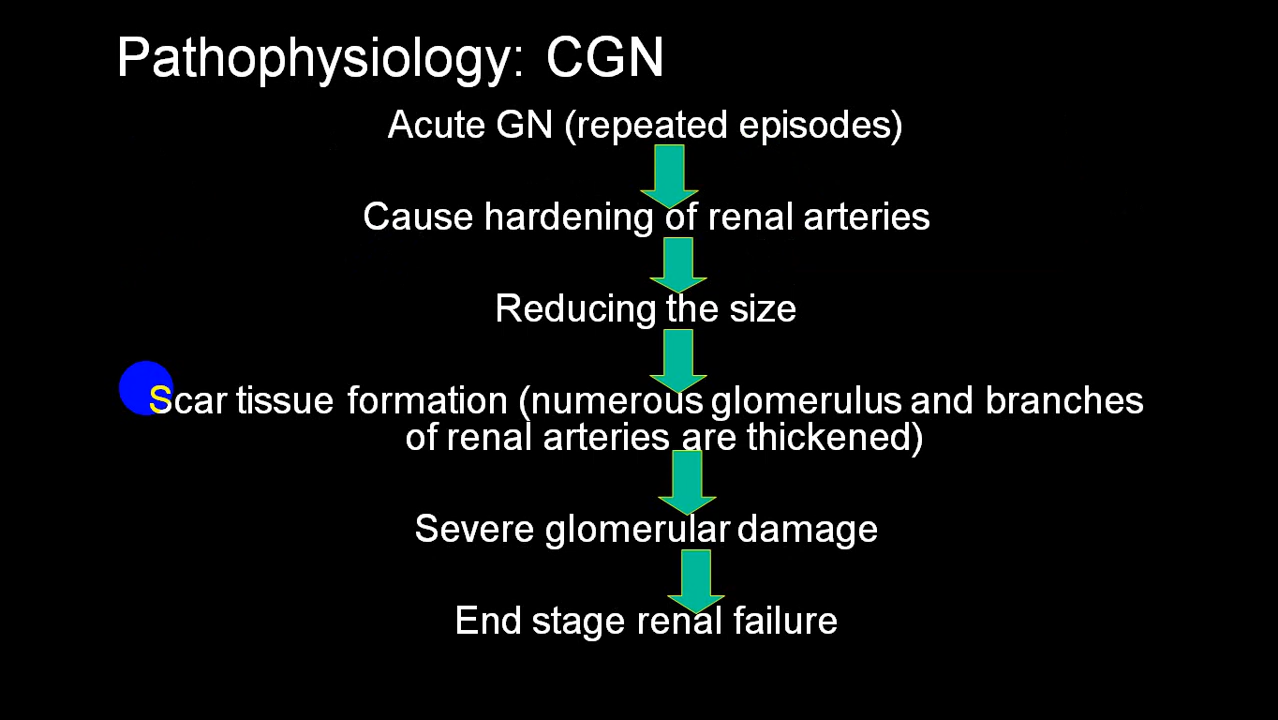 Pathophysiology: CGN
Acute GN (repeated episodes)
Cause hardening of renal arteries
Reducing the size
Scar tissue formation (numerous glomerulus and branches
of renal arteries are thickened)
Severe glomerular damage
End stage renal failure